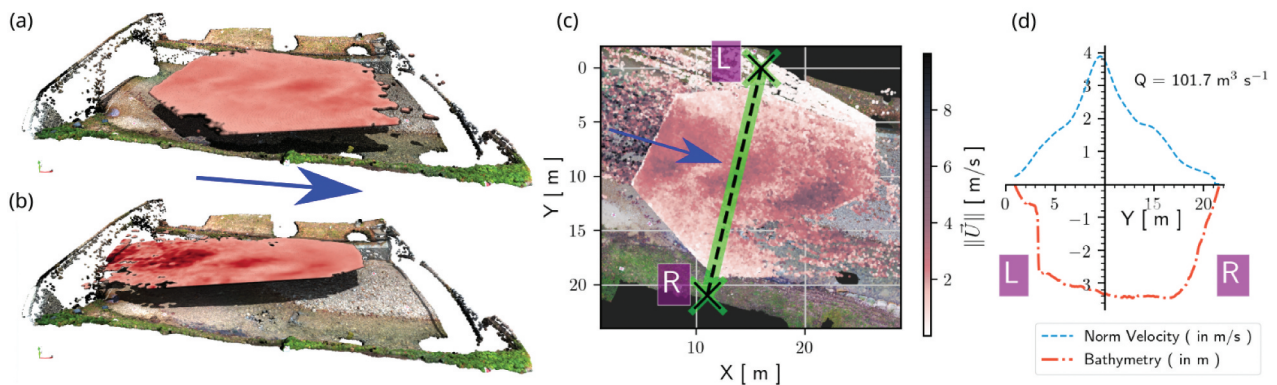 (a)
(b)
(c)
L
R
0
5
10
15
20
Y [ m ]
10
20
X [ m ]
8
6
4
2
||U⃗|| [ m/s ]
(d)
4
3
2
1
Q = 101.7 m³ s⁻¹
0
5
15
20
Y [ m ]
−1
−2
−3
L
R
Norm Velocity ( in m/s )
Bathymetry ( in m )